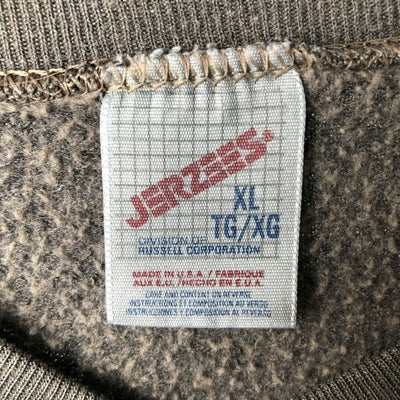 JERZEES®
XL
TG/XG
DIVISION OF
RUSSELL CORPORATION
MADE IN U.S.A. / FABRIQUE
AUX E.U. /HECHO EN E.U.A.
CARE AND CONTENT ON REVERSE
INSTRUCTIONS ET COMPOSITION AU VERSO
INSTRUCCIONES Y COMPOSICION AL REVERSO